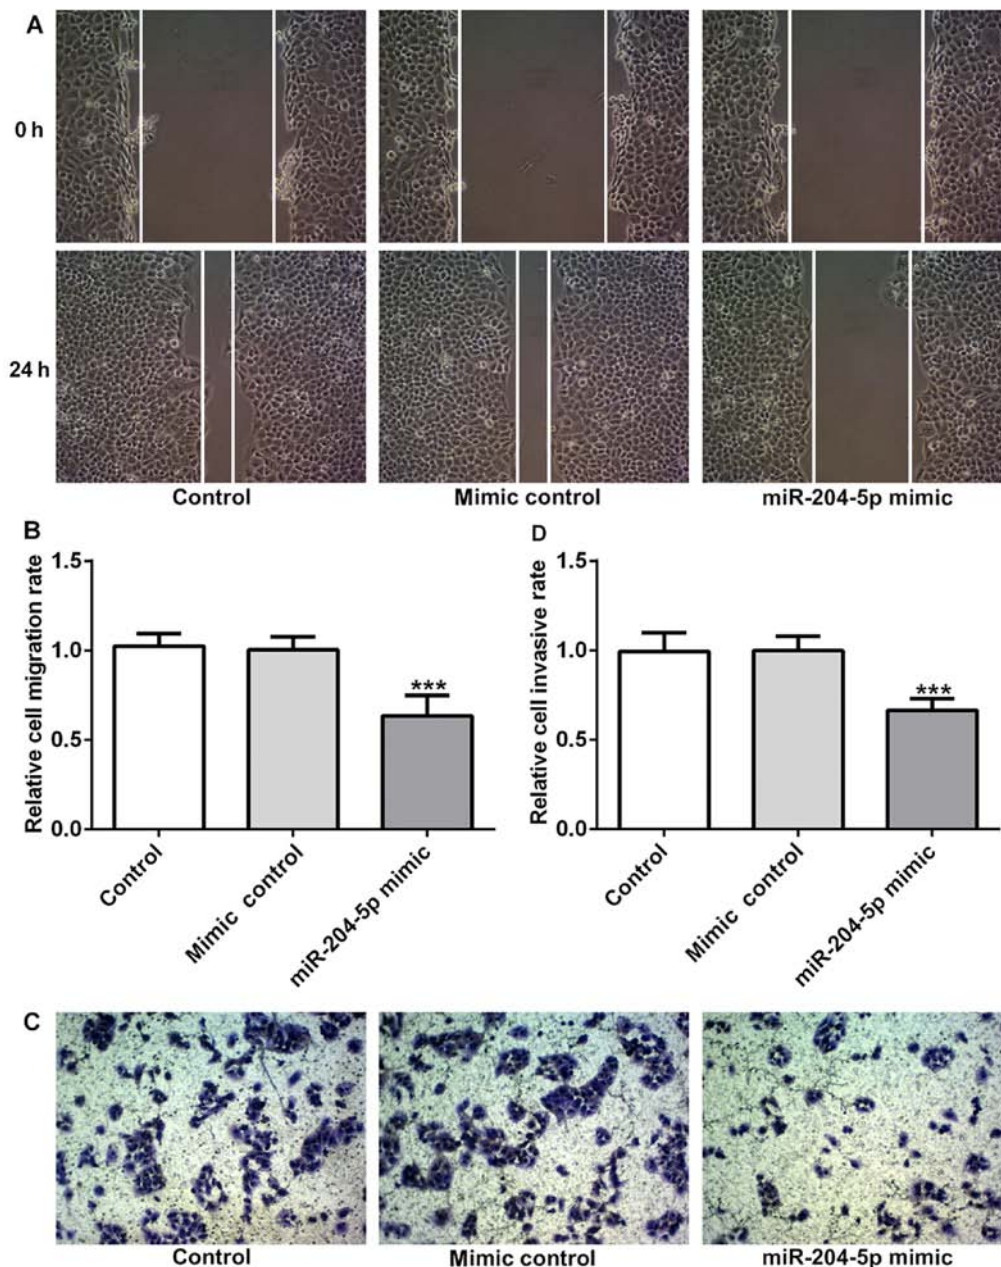 A
0 h
24 h
Control
Mimic control
miR-204-5p mimic
B
Relative cell migration rate
1.5
1.0
0.5
0.0
***
Control
Mimic control
miR-204-5p mimic
D
Relative cell invasive rate
1.5
1.0
0.5
0.0
***
Control
Mimic control
miR-204-5p mimic
C
Control
Mimic control
miR-204-5p mimic